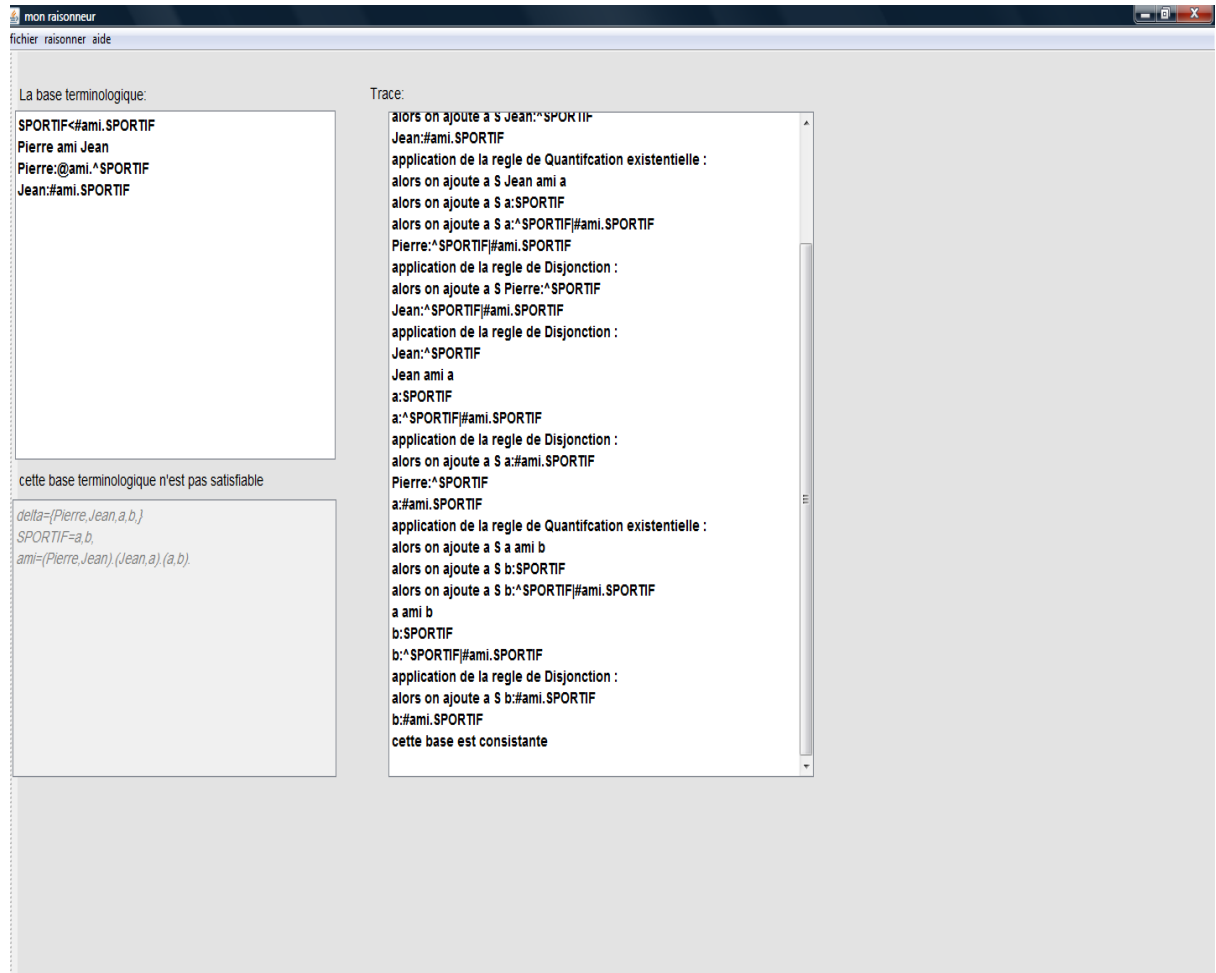 mon raisonneur
fichier raisonner aide
La base terminologique:
SPORTIF<#ami.SPORTIF
Pierre ami Jean
Pierre:@ami.^SPORTIF
Jean:#ami.SPORTIF
cette base terminologique n'est pas satisfiable
delta={Pierre,Jean,a,b,}
SPORTIF=a,b,
ami=(Pierre,Jean).(Jean,a).(a,b).
Trace:
alors on ajoute a S Jean:^SPORTIF
Jean:#ami.SPORTIF
application de la regle de Quantifcation existentielle :
alors on ajoute a S Jean ami a
alors on ajoute a S a:SPORTIF
alors on ajoute a S a:^SPORTIF|#ami.SPORTIF
Pierre:^SPORTIF|#ami.SPORTIF
application de la regle de Disjonction :
alors on ajoute a S Pierre:^SPORTIF
Jean:^SPORTIF|#ami.SPORTIF
application de la regle de Disjonction :
Jean:^SPORTIF
Jean ami a
a:SPORTIF
a:^SPORTIF|#ami.SPORTIF
application de la regle de Disjonction :
alors on ajoute a S a:#ami.SPORTIF
Pierre:^SPORTIF
a:#ami.SPORTIF
application de la regle de Quantifcation existentielle :
alors on ajoute a S a ami b
alors on ajoute a S b:SPORTIF
alors on ajoute a S b:^SPORTIF|#ami.SPORTIF
a ami b
b:SPORTIF
b:^SPORTIF|#ami.SPORTIF
application de la regle de Disjonction :
alors on ajoute a S b:#ami.SPORTIF
b:#ami.SPORTIF
cette base est consistante